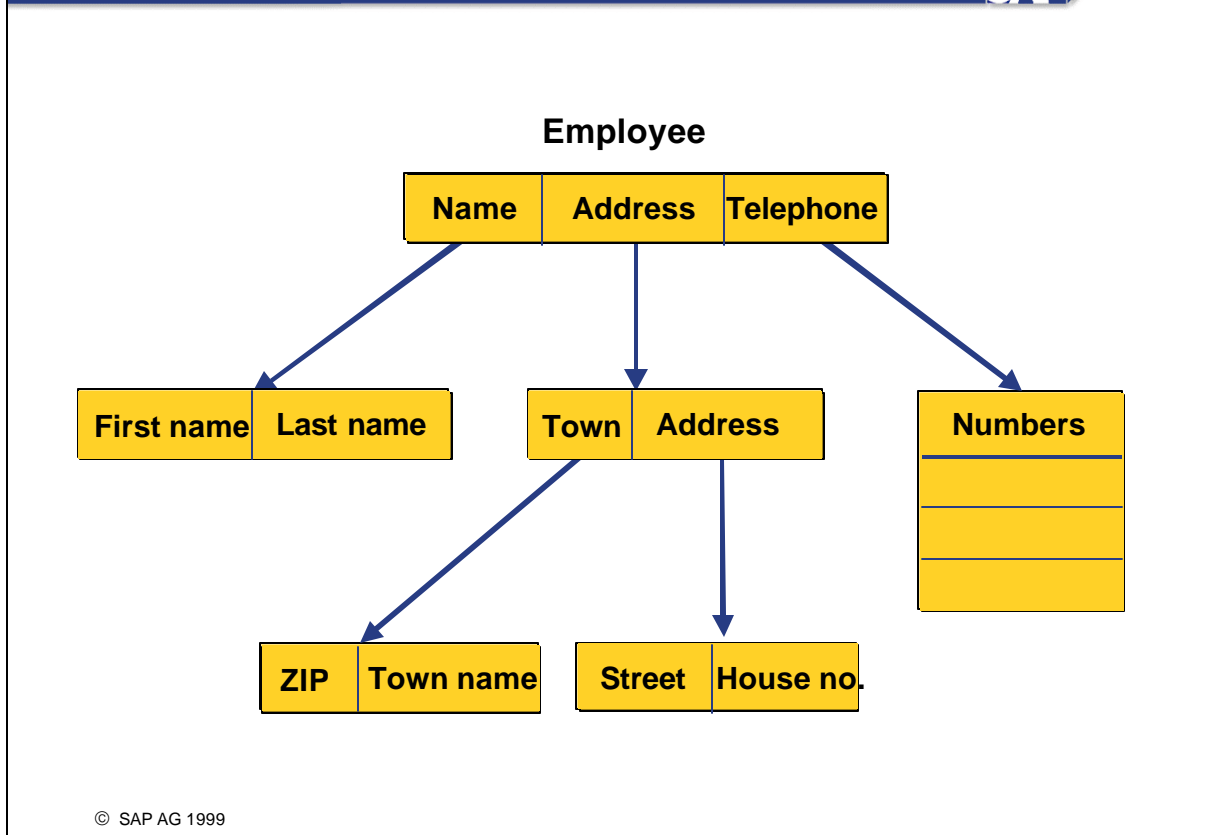 Employee
Name Address Telephone
First name Last name Town Address Numbers
ZIP Town name Street House no.
© SAP AG 1999